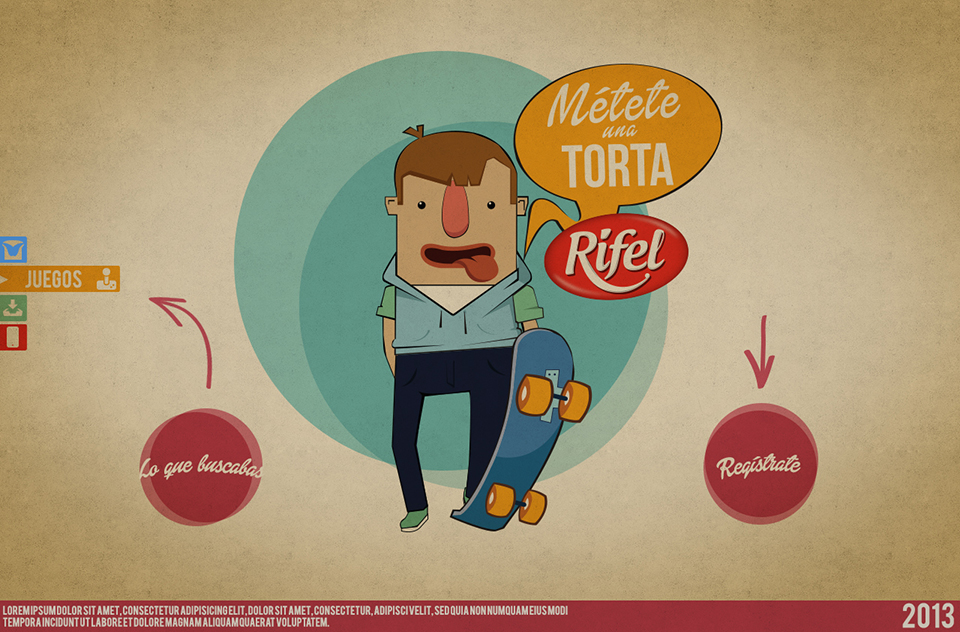 Métete
una
TORTA
Rifel
JUEGOS
Lo que buscabas
Regístrate
LOREM IPSUM DOLOR SIT AMET, CONSECTETUR ADIPISICING ELIT, DOLOR SIT AMET, CONSECTETUR, ADIPISCI VELIT, SED QUIA NON NUMQUAM EIUS MODI
TEMPORA INCIDUNT UT LABORE ET DOLORE MAGNAM ALIQUAM QUAERAT VOLUPTATEM.
2013